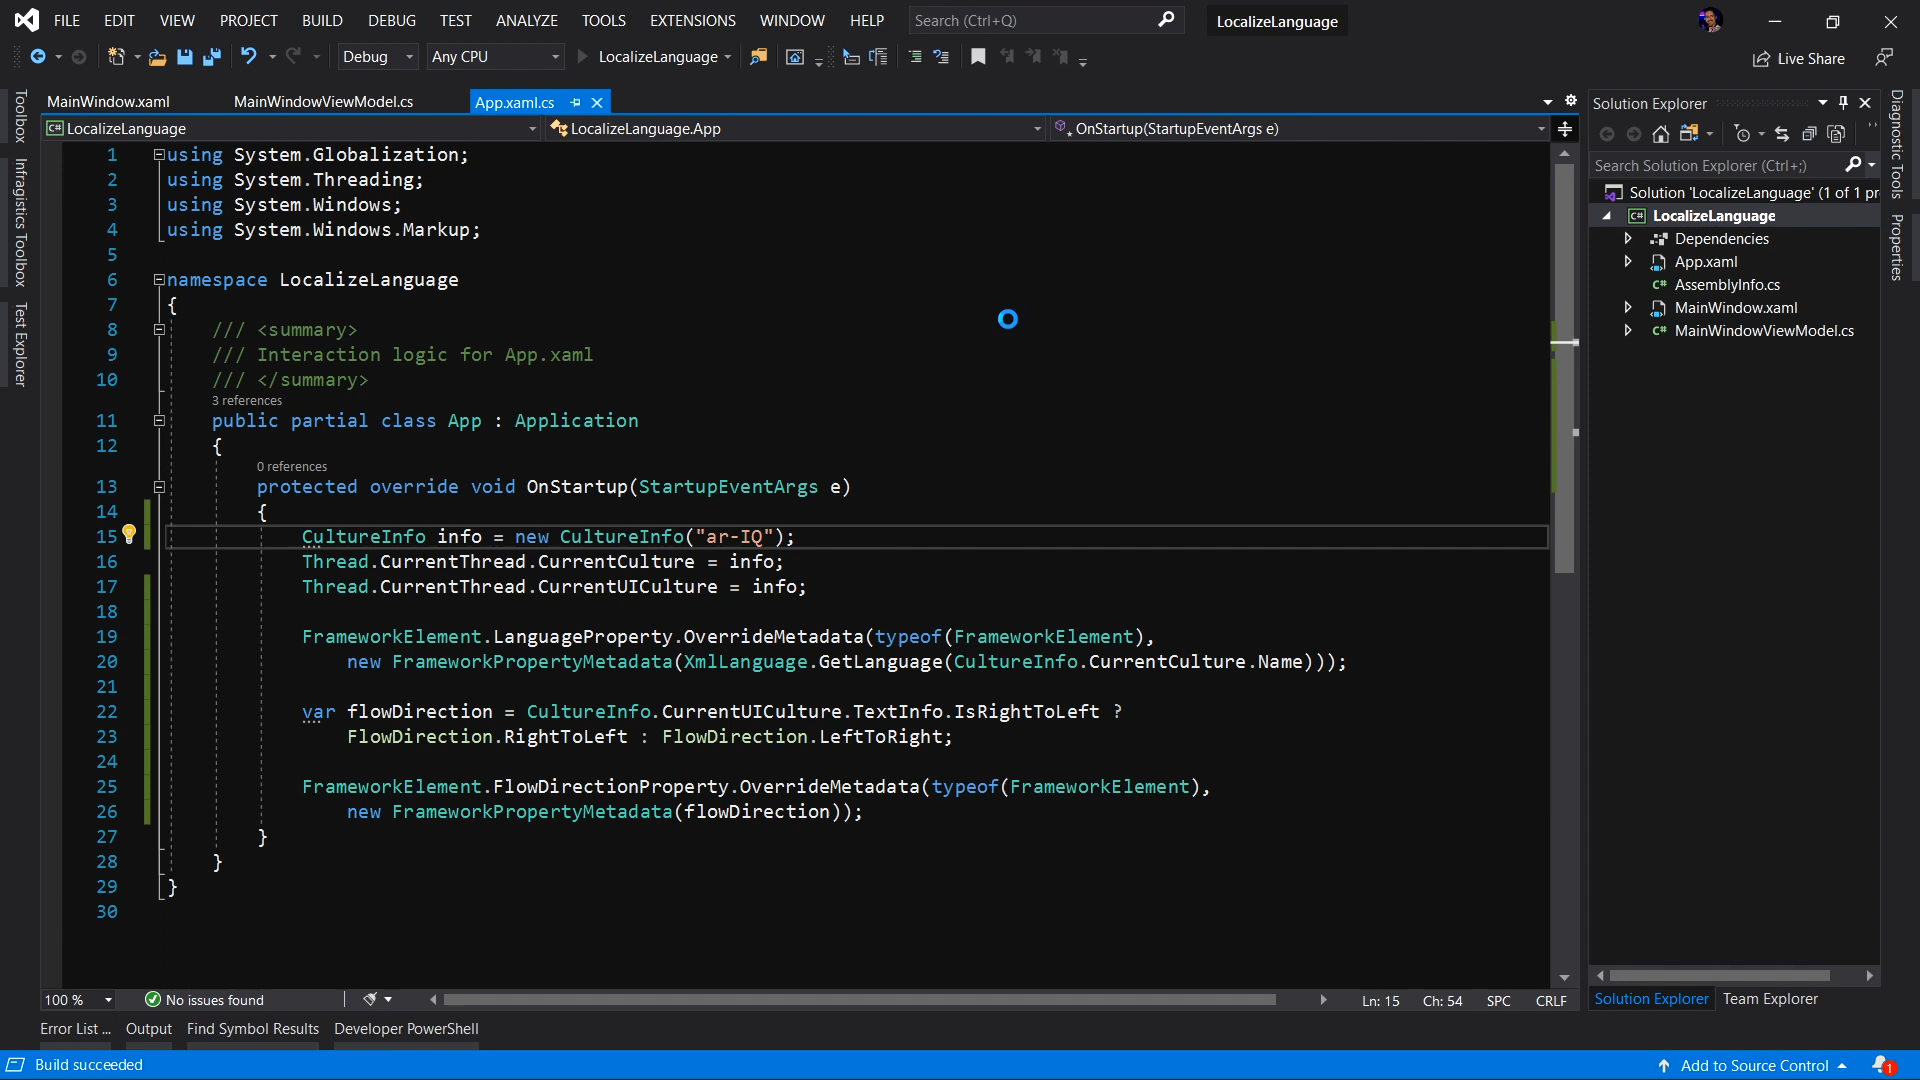 FILE EDIT VIEW PROJECT BUILD DEBUG TEST ANALYZE TOOLS EXTENSIONS WINDOW HELP Search (Ctrl+Q) LocalizeLanguage
Debug Any CPU LocalizeLanguage Live Share
MainWindow.xaml MainWindowViewModel.cs App.xaml.cs
C# LocalizeLanguage LocalizeLanguage.App OnStartup(StartupEventArgs e)
1 using System.Globalization;
2 using System.Threading;
3 using System.Windows;
4 using System.Windows.Markup;
5
6 namespace LocalizeLanguage
7 {
8 /// <summary>
9 /// Interaction logic for App.xaml
10 /// </summary>
3 references
11 public partial class App : Application
12 {
0 references
13 protected override void OnStartup(StartupEventArgs e)
14 {
15 CultureInfo info = new CultureInfo("ar-IQ");
16 Thread.CurrentThread.CurrentCulture = info;
17 Thread.CurrentThread.CurrentUICulture = info;
18
19 FrameworkElement.LanguageProperty.OverrideMetadata(typeof(FrameworkElement),
20 new FrameworkPropertyMetadata(XmlLanguage.GetLanguage(CultureInfo.CurrentCulture.Name)));
21
22 var flowDirection = CultureInfo.CurrentUICulture.TextInfo.IsRightToLeft ?
23 FlowDirection.RightToLeft : FlowDirection.LeftToRight;
24
25 FrameworkElement.FlowDirectionProperty.OverrideMetadata(typeof(FrameworkElement),
26 new FrameworkPropertyMetadata(flowDirection));
27 }
28 }
29 }
30
Toolbox
Infragistics Toolbox
Test Explorer
Solution Explorer
Search Solution Explorer (Ctrl+;)
Solution 'LocalizeLanguage' (1 of 1 pr
C# LocalizeLanguage
Dependencies
App.xaml
C# AssemblyInfo.cs
MainWindow.xaml
C# MainWindowViewModel.cs
Diagnostic Tools
Properties
100 % No issues found Ln: 15 Ch: 54 SPC CRLF
Solution Explorer Team Explorer
Error List ... Output Find Symbol Results Developer PowerShell
Build succeeded Add to Source Control 1